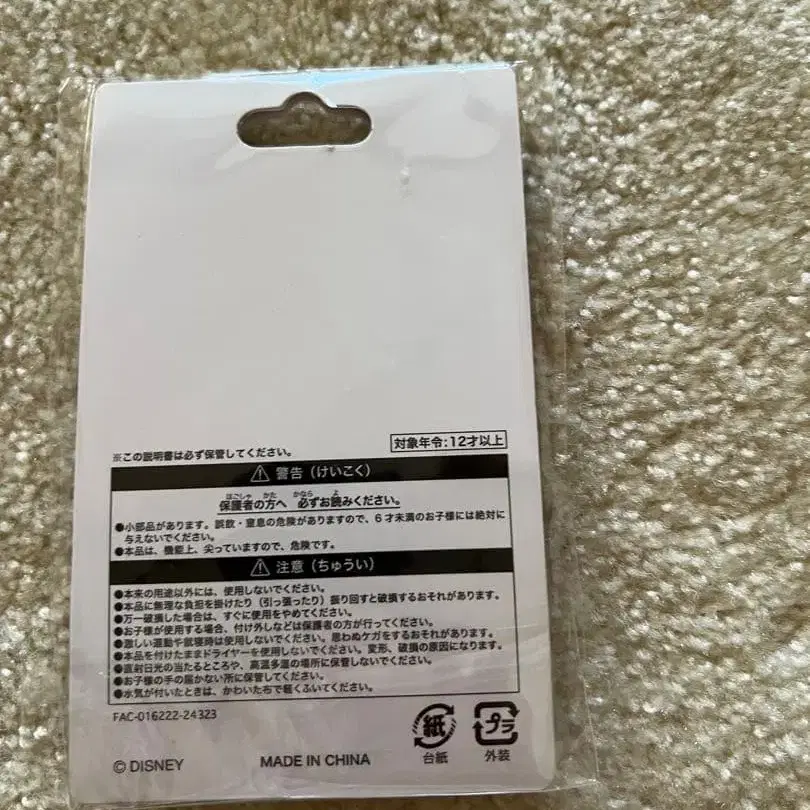 ※この説明書は必ず保管してください。
対象年令:12才以上
⚠ 警告（けいこく）
ほごしゃ かた かなら よ
保護者の方へ 必ずお読みください。
●小部品があります。誤飲・窒息の危険がありますので、6才未満のお子様には絶対に
与えないでください。
●本品は、機能上、尖っていますので、危険です。
⚠ 注意（ちゅうい）
●本来の用途以外には、使用しないでください。
●本品に無理な負担を掛けたり（引っ張ったり）振り回すと破損するおそれがあります。
●万一破損した場合は、すぐに使用をやめてください。
●お子様が使用する場合、付け外しなどは保護者の方が行ってください。
●激しい運動や就寝時は使用しないでください。思わぬケガをするおそれがあります。
●本品を付けたままドライヤーを使用しないでください。変形、破損の原因になります。
●直射日光の当たるところや、高温多湿の場所に保管しないでください。
●お子様の手の届かない所に保管してください。
●水気が付いたときは、かわいた布で軽くふいてください。
FAC-016222-24323
紙
プラ
台紙
外装
© DISNEY
MADE IN CHINA